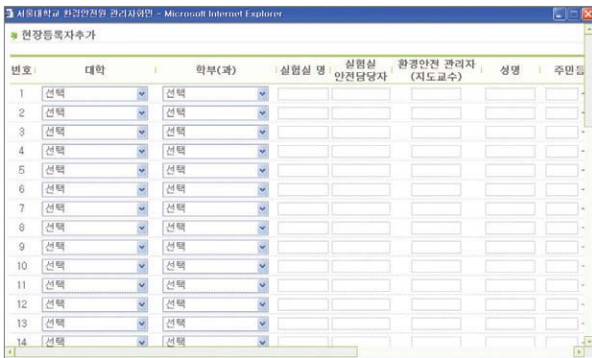 서울대학교 환경안전원 관리자화면 - Microsoft Internet Explorer
현장등록자추가
번호 대학 학부(과) 실험실 명 실험실 안전담당자 환경안전 관리자 (지도교수) 성명 주민등
1 선택 선택
2 선택 선택
3 선택 선택
4 선택 선택
5 선택 선택
6 선택 선택
7 선택 선택
8 선택 선택
9 선택 선택
10 선택 선택
11 선택 선택
12 선택 선택
13 선택 선택
14 선택 선택